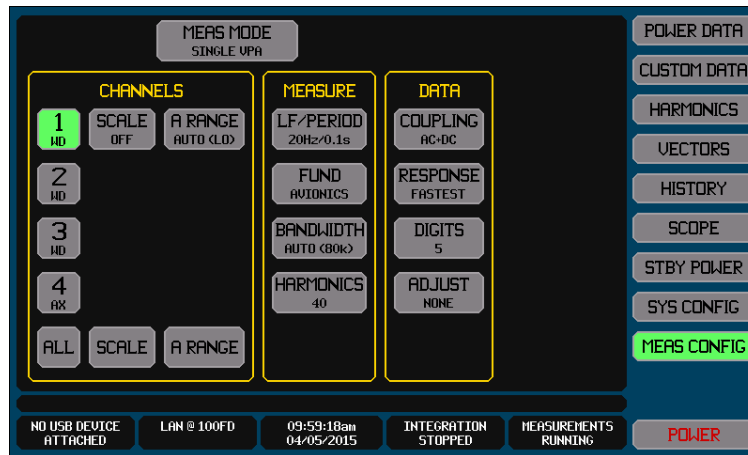 MEAS MODE
SINGLE VPA
CHANNELS
1
WD
SCALE
OFF
A RANGE
AUTO (LO)
2
WD
3
WD
4
AX
ALL
SCALE
A RANGE
MEASURE
LF/PERIOD
20Hz/0.1s
FUND
AVIONICS
BANDWIDTH
AUTO (80k)
HARMONICS
40
DATA
COUPLING
AC+DC
RESPONSE
FASTEST
DIGITS
5
ADJUST
NONE
POWER DATA
CUSTOM DATA
HARMONICS
VECTORS
HISTORY
SCOPE
STBY POWER
SYS CONFIG
MEAS CONFIG
POWER
NO USB DEVICE
ATTACHED
LAN @ 100FD
09:59:18am
04/05/2015
INTEGRATION
STOPPED
MEASUREMENTS
RUNNING